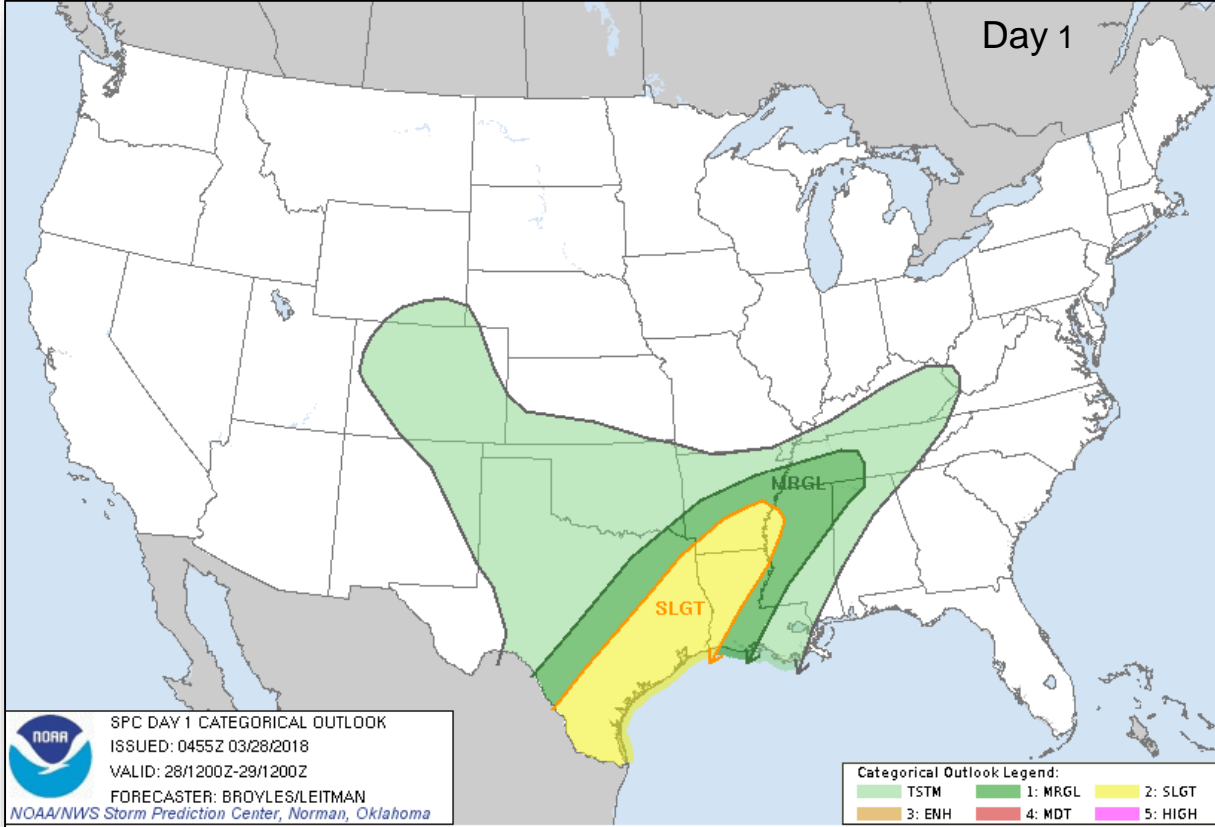 Day 1
MRGL
SLGT
NOAA
SPC DAY 1 CATEGORICAL OUTLOOK
ISSUED: 0455Z 03/28/2018
VALID: 28/1200Z-29/1200Z
FORECASTER: BROYLES/LEITMAN
NOAA/NWS Storm Prediction Center, Norman, Oklahoma
Categorical Outlook Legend:
TSTM 1: MRGL 2: SLGT
3: ENH 4: MDT 5: HIGH